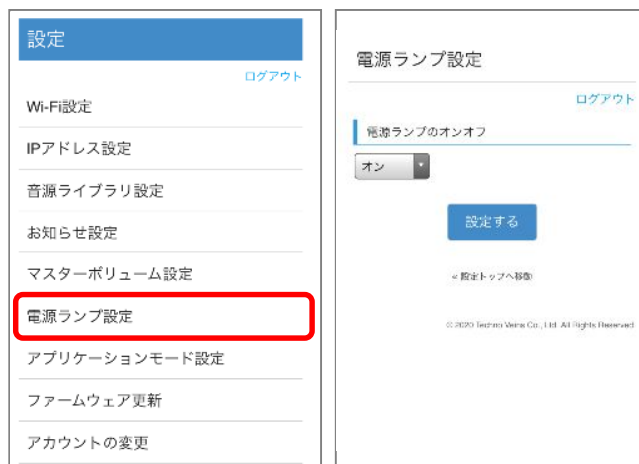 設定
ログアウト
Wi-Fi設定
IPアドレス設定
音源ライブラリ設定
お知らせ設定
マスターボリューム設定
電源ランプ設定
アプリケーションモード設定
ファームウェア更新
アカウントの変更
電源ランプ設定
ログアウト
電源ランプのオンオフ
オン
設定する
« 設定トップへ移動
© 2020 Techno Veins Co., Ltd. All Rights Reserved.